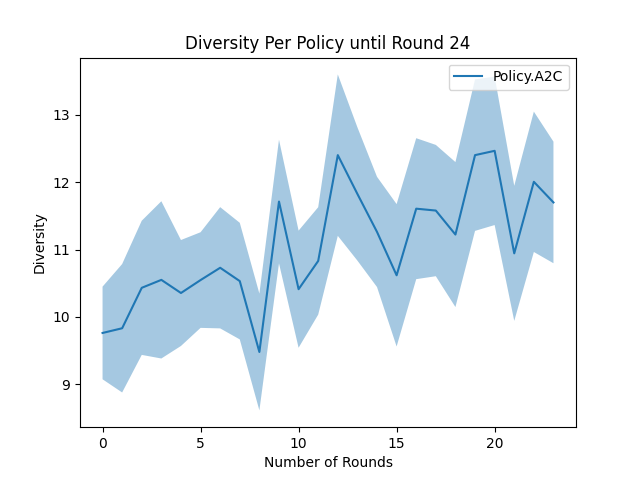 Diversity Per Policy until Round 24
Policy.A2C
13
12
11
10
9
Diversity
0 5 10 15 20
Number of Rounds